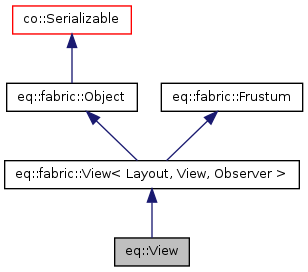 co::Serializable
eq::fabric::Object
eq::fabric::Frustum
eq::fabric::View< Layout, View, Observer >
eq::View